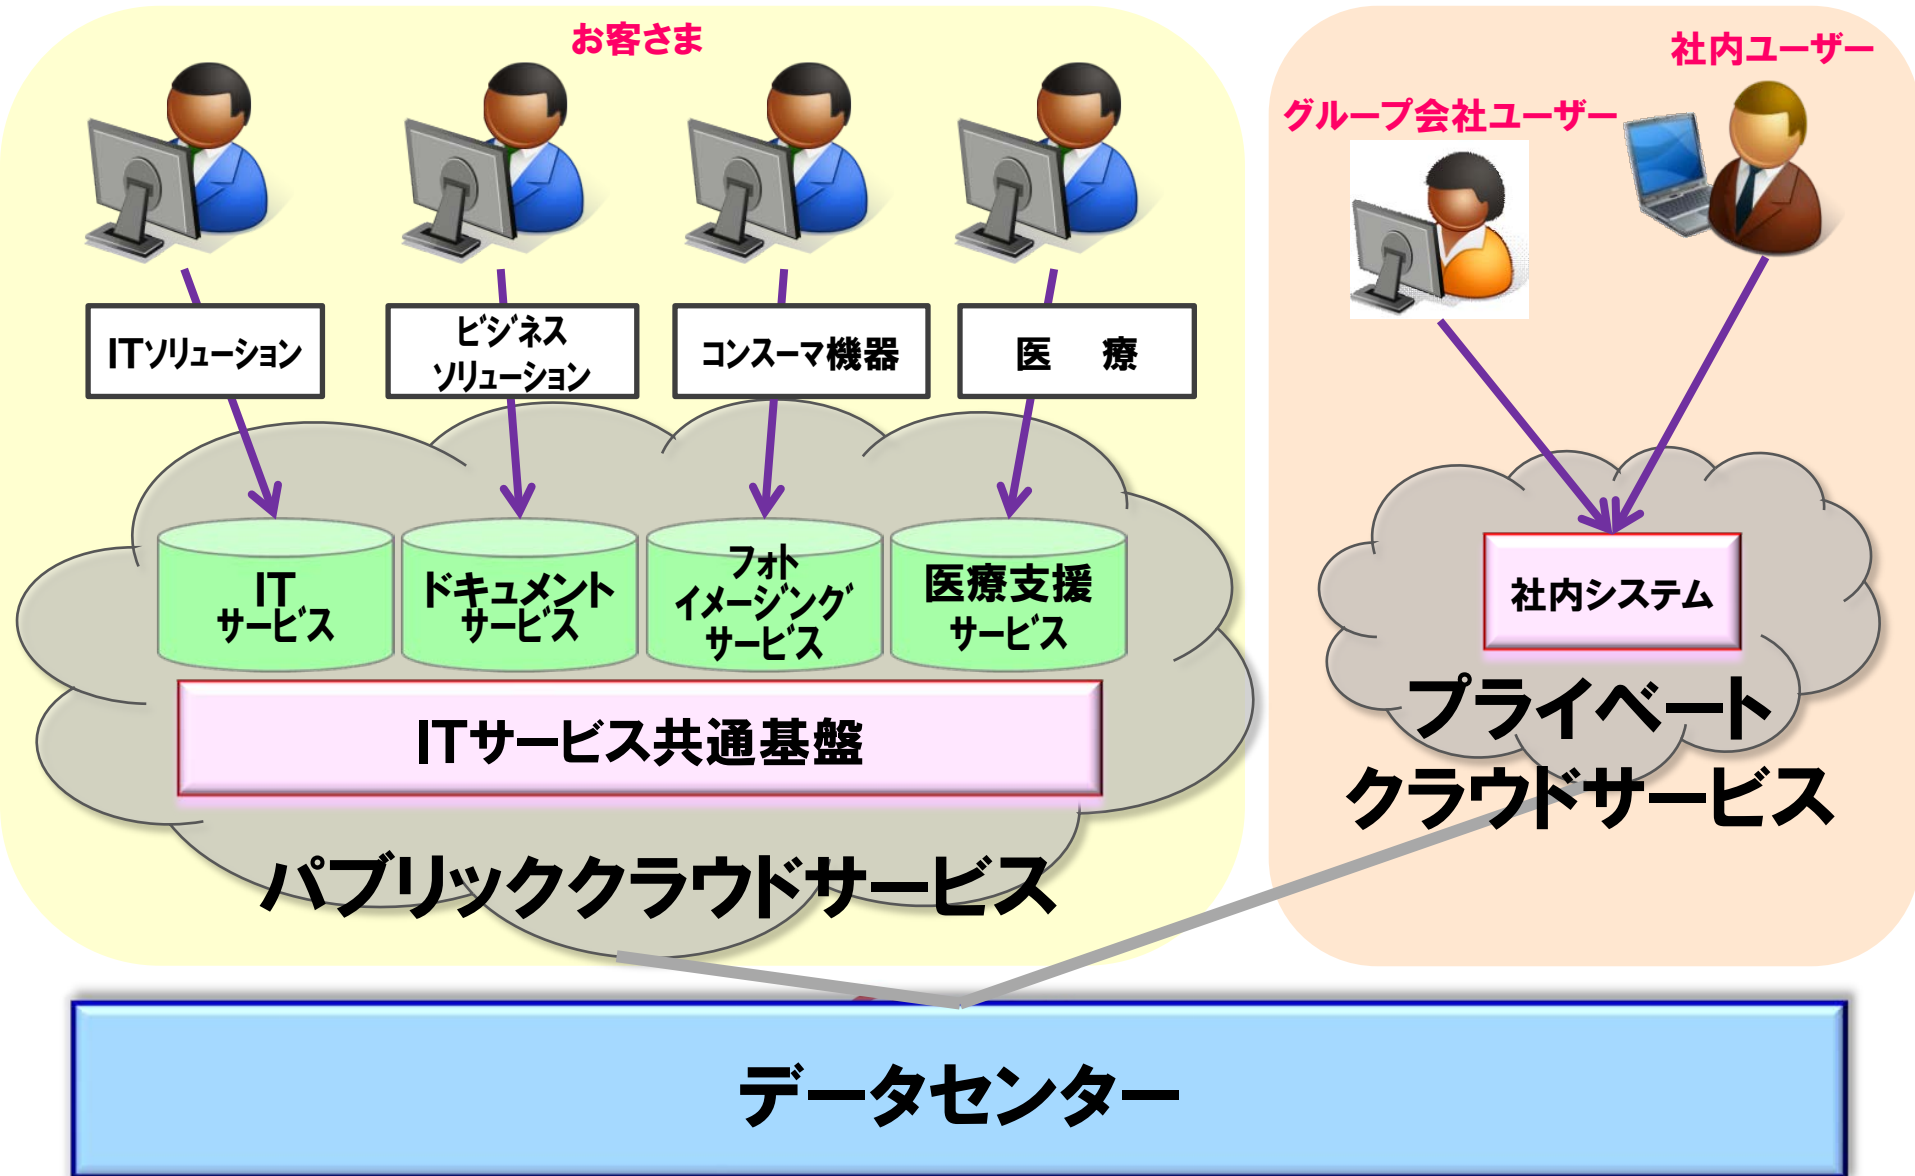 お客さま
社内ユーザー
グループ会社ユーザー
ITソリューション
ビジネス
ソリューション
コンスーマ機器
医　療
IT
サービス
ドキュメント
サービス
フォト
イメージング
サービス
医療支援
サービス
社内システム
ITサービス共通基盤
プライベート
クラウドサービス
パブリッククラウドサービス
データセンター